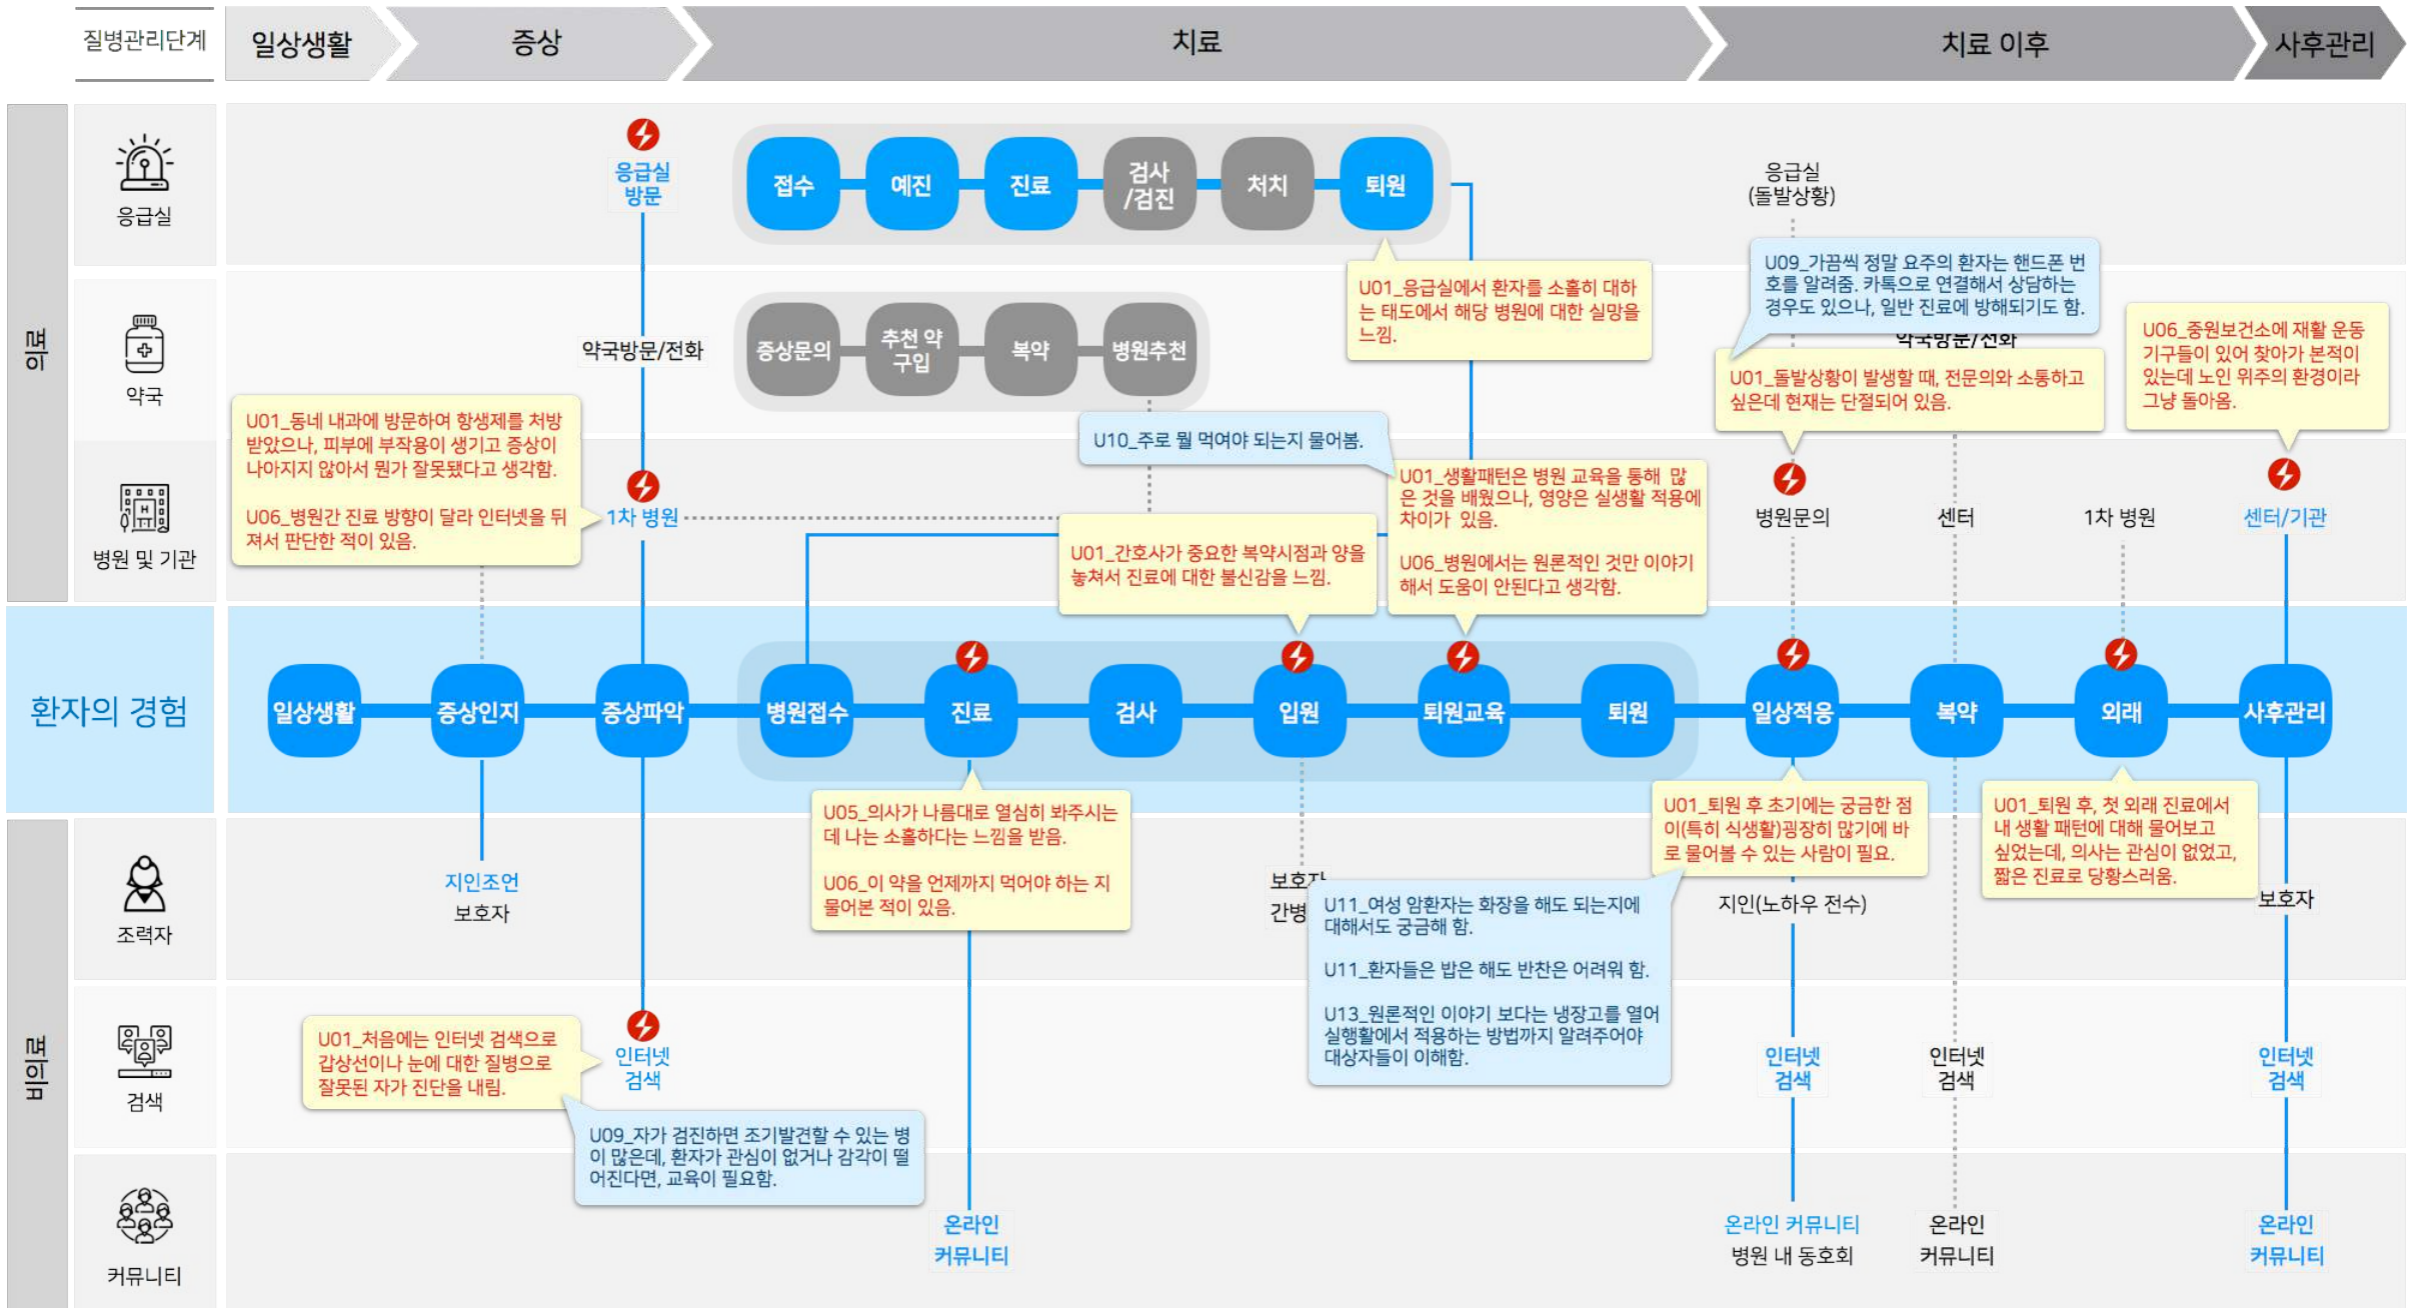 질병관리단계
일상생활
증상
치료
치료 이후
사후관리
의료
응급실
응급실
방문
접수
예진
진료
검사
/검진
처치
퇴원
응급실
(돌발상황)
U01_응급실에서 환자를 소홀히 대하
는 태도에서 해당 병원에 대한 실망을
느낌.
U09_가끔씩 정말 요주의 환자는 핸드폰 번
호를 알려줌. 카톡으로 연결해서 상담하는
경우도 있으나, 일반 진료에 방해되기도 함.
약국
약국방문/전화
증상문의
추천 약
구입
복약
병원추천
약국방문/전화
U01_돌발상황이 발생할 때, 전문의와 소통하고
싶은데 현재는 단절되어 있음.
U06_중원보건소에 재활 운동
기구들이 있어 찾아가 본적이
있는데 노인 위주의 환경이라
그냥 돌아옴.
U01_동네 내과에 방문하여 항생제를 처방
받았으나, 피부에 부작용이 생기고 증상이
나아지지 않아서 뭔가 잘못됐다고 생각함.
U06_병원간 진료 방향이 달라 인터넷을 뒤
져서 판단한 적이 있음.
U10_주로 뭘 먹여야 되는지 물어봄.
병원 및 기관
1차 병원
U01_간호사가 중요한 복약시점과 양을
놓쳐서 진료에 대한 불신감을 느낌.
U01_생활패턴은 병원 교육을 통해 많
은 것을 배웠으나, 영양은 실생활 적용에
차이가 있음.
U06_병원에서는 원론적인 것만 이야기
해서 도움이 안된다고 생각함.
병원문의
센터
1차 병원
센터/기관
환자의 경험
일상생활
증상인지
증상파악
병원접수
진료
검사
입원
퇴원교육
퇴원
일상적응
복약
외래
사후관리
비의료
조력자
지인조언
보호자
U05_의사가 나름대로 열심히 봐주시는
데 나는 소홀하다는 느낌을 받음.
U06_이 약을 언제까지 먹어야 하는 지
물어본 적이 있음.
보호자
간병
U01_퇴원 후 초기에는 궁금한 점
이(특히 식생활)굉장히 많기에 바
로 물어볼 수 있는 사람이 필요.
지인(노하우 전수)
U01_퇴원 후, 첫 외래 진료에서
내 생활 패턴에 대해 물어보고
싶었는데, 의사는 관심이 없었고,
짧은 진료로 당황스러움.
보호자
U11_여성 암환자는 화장을 해도 되는지에
대해서도 궁금해 함.
U11_환자들은 밥은 해도 반찬은 어려워 함.
U13_원론적인 이야기 보다는 냉장고를 열어
실행활에서 적용하는 방법까지 알려주어야
대상자들이 이해함.
검색
U01_처음에는 인터넷 검색으로
갑상선이나 눈에 대한 질병으로
잘못된 자가 진단을 내림.
인터넷
검색
U09_자가 검진하면 조기발견할 수 있는 병
이 많은데, 환자가 관심이 없거나 감각이 떨
어진다면, 교육이 필요함.
인터넷
검색
인터넷
검색
인터넷
검색
커뮤니티
온라인
커뮤니티
온라인 커뮤니티
병원 내 동호회
온라인
커뮤니티
온라인
커뮤니티